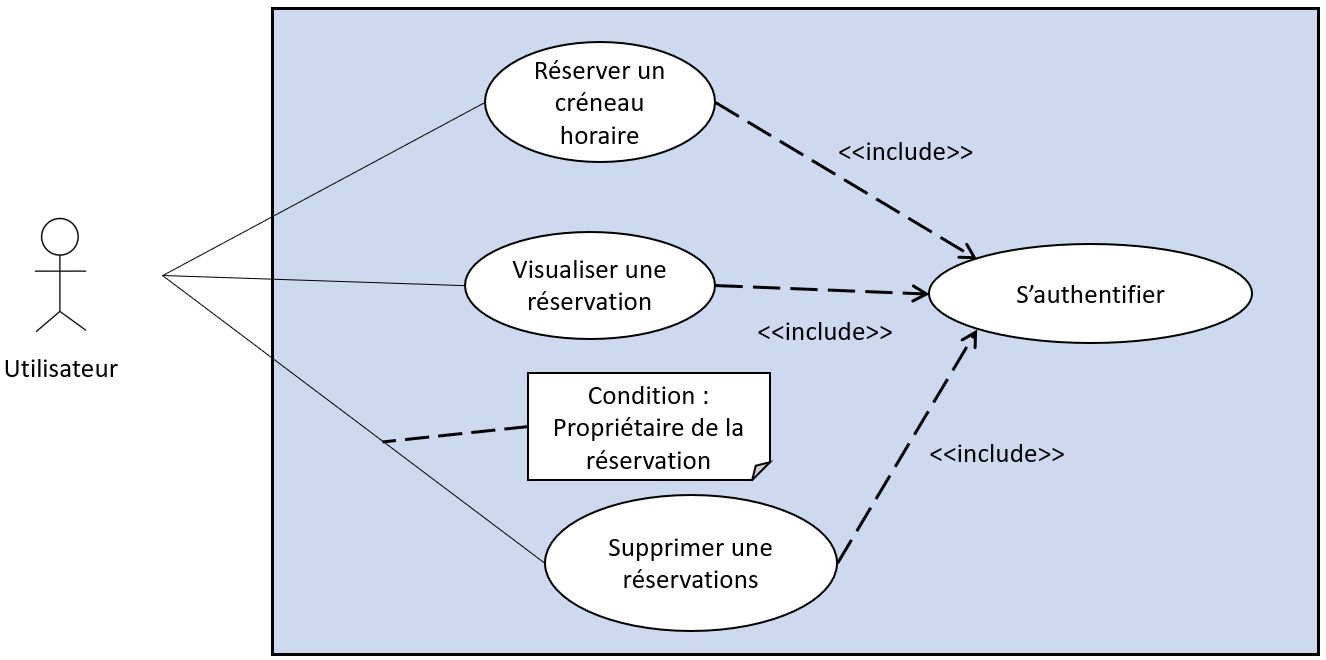 Réserver un
créneau
horaire
<<include>>
Visualiser une
réservation
S’authentifier
<<include>>
Utilisateur
Condition :
Propriétaire de la
réservation
<<include>>
Supprimer une
réservations